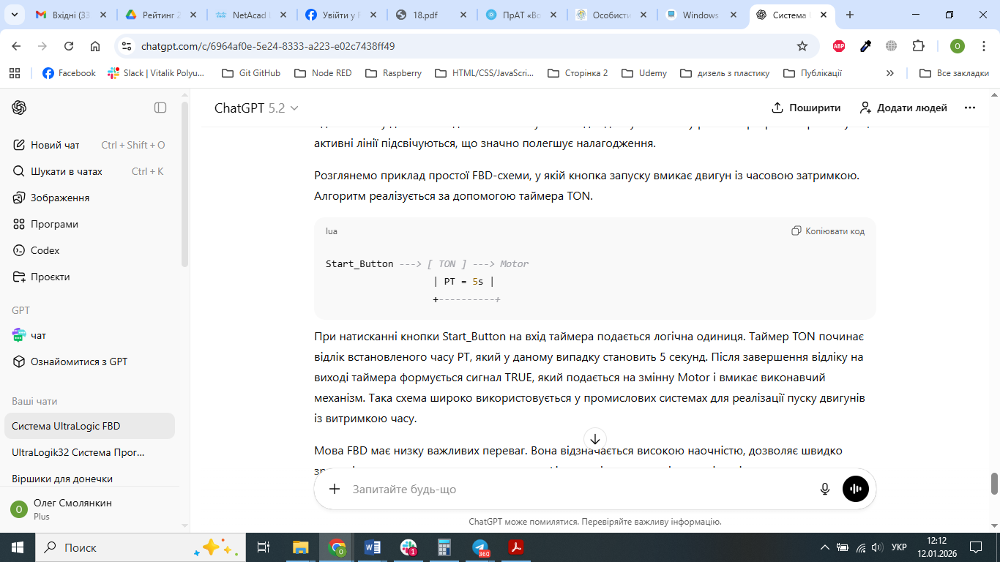 Вхідні (33
Рейтинг 2
NetAcad
Увійти у F
18.pdf
ПрАТ «Во
Особисти
Windows
Система
chatgpt.com/c/6964af0e-5e24-8333-a223-e02c7438ff49
ABP
O
Facebook
Slack | Vitalik Polyu...
Git GitHub
Node RED
Raspberry
HTML/CSS/JavaScri...
Сторінка 2
Udemy
дизель з пластику
Публікації
Все закладки
Новий чат Ctrl + Shift + O
Шукати в чатах Ctrl + K
Зображення
Програми
Codex
Проєкти
GPT
чат
Ознайомитися з GPT
Ваші чати
Система UltraLogic FBD
UltraLogik32 Система Прог...
Віршики для донечки
O
Олег Смолянкин
Plus
ChatGPT 5.2
Поширити
Додати людей
активні лінії підсвічуються, що значно полегшує налагодження.
Розглянемо приклад простої FBD-схеми, у якій кнопка запуску вмикає двигун із часовою затримкою.
Алгоритм реалізується за допомогою таймера TON.
lua
Копіювати код
Start_Button ---> [ TON ] ---> Motor
| PT = 5s |
+----------+
При натисканні кнопки Start_Button на вхід таймера подається логічна одиниця. Таймер TON починає
відлік встановленого часу PT, який у даному випадку становить 5 секунд. Після завершення відліку на
виході таймера формується сигнал TRUE, який подається на змінну Motor і вмикає виконавчий
механізм. Така схема широко використовується у промислових системах для реалізації пуску двигунів
із витримкою часу.
Мова FBD має низку важливих переваг. Вона відзначається високою наочністю, дозволяє швидко
Запитайте будь-що
ChatGPT може помилятися. Перевіряйте важливу інформацію.
Поиск
1
360
УКР
12:12
12.01.2026